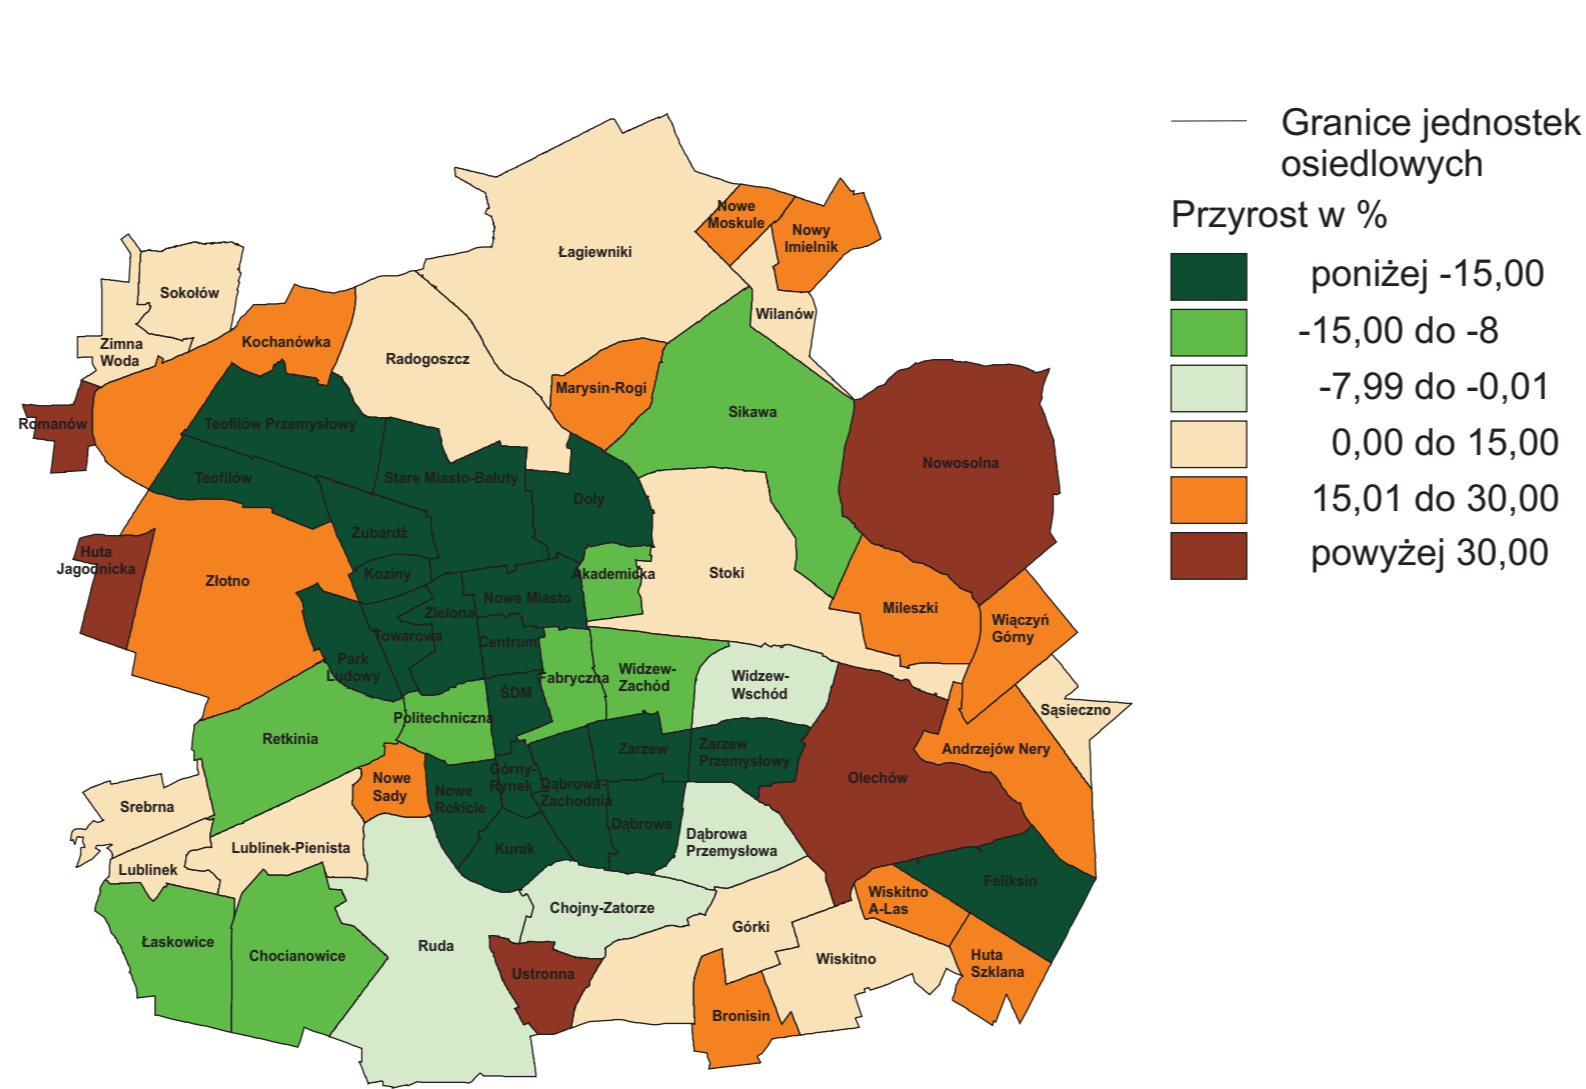 Granice jednostek
osiedlowych
Przyrost w %
poniżej -15,00
-15,00 do -8
-7,99 do -0,01
0,00 do 15,00
15,01 do 30,00
powyżej 30,00
Nowe
Moskule
Nowy
Imielnik
Łagiewniki
Sokołów
Wilanów
Zimna
Woda
Kochanówka
Radogoszcz
Marysin-Rogi
Sikawa
Romanów
Teofilów Przemysłowy
Nowosolna
Teofilów
Stare Miasto-Bałuty
Doły
Żubardź
Huta
Jagodnicka
Złotno
Koziny
Akademicka
Stoki
Nowe Miasto
Zielona
Mileszki
Wiączyń
Górny
Towarowa
Centrum
Park
Ludowy
Fabryczna
Widzew-
Zachód
Widzew-
Wschód
ŚDM
Sąsieczno
Politechniczna
Retkinia
Zarzew
Zarzew
Przemysłowy
Andrzejów Nery
Nowe
Sady
Górny-
Rynek
Olechów
Nowe
Rokicie
Dąbrowa-
Zachodnia
Srebrna
Dąbrowa
Dąbrowa
Przemysłowa
Lublinek-Pienista
Kurak
Lublinek
Feliksin
Wiskitno
A-Las
Chojny-Zatorze
Górki
Łaskowice
Chocianowice
Ruda
Wiskitno
Huta
Szklana
Ustronna
Bronisin